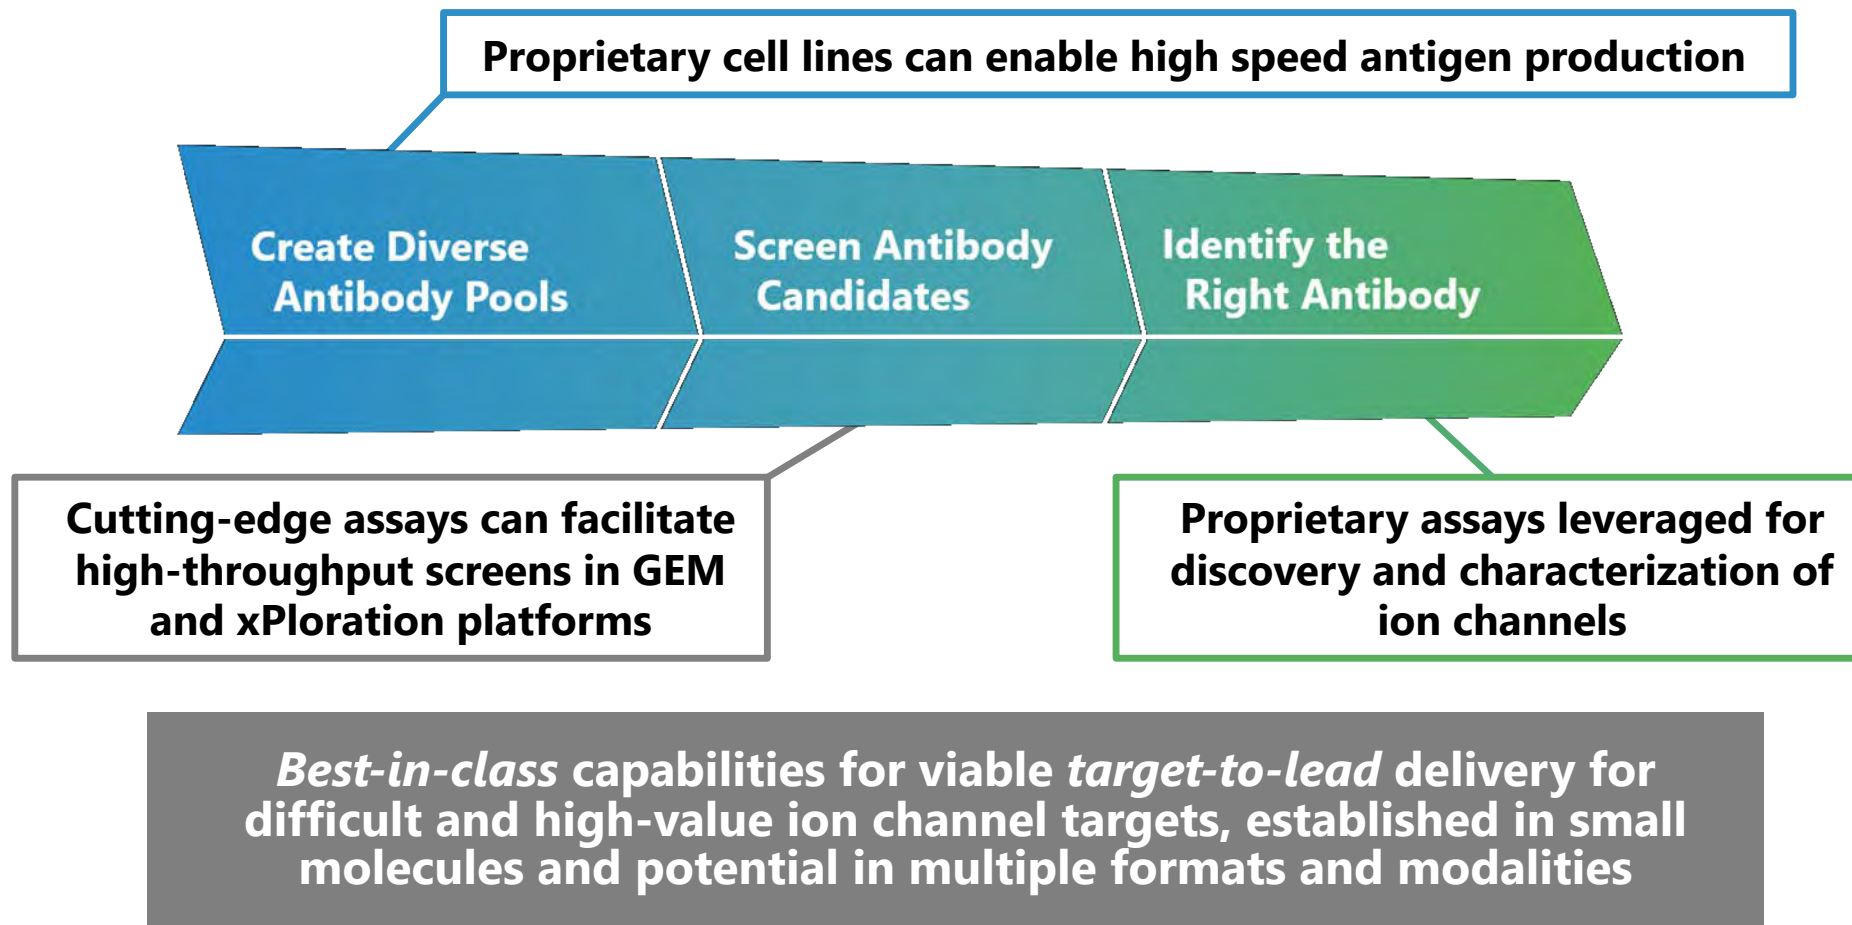 Proprietary cell lines can enable high speed antigen production
Create Diverse
Antibody Pools
Screen Antibody
Candidates
Identify the
Right Antibody
Cutting-edge assays can facilitate
high-throughput screens in GEM
and xPloration platforms
Proprietary assays leveraged for
discovery and characterization of
ion channels
Best-in-class capabilities for viable target-to-lead delivery for
difficult and high-value ion channel targets, established in small
molecules and potential in multiple formats and modalities